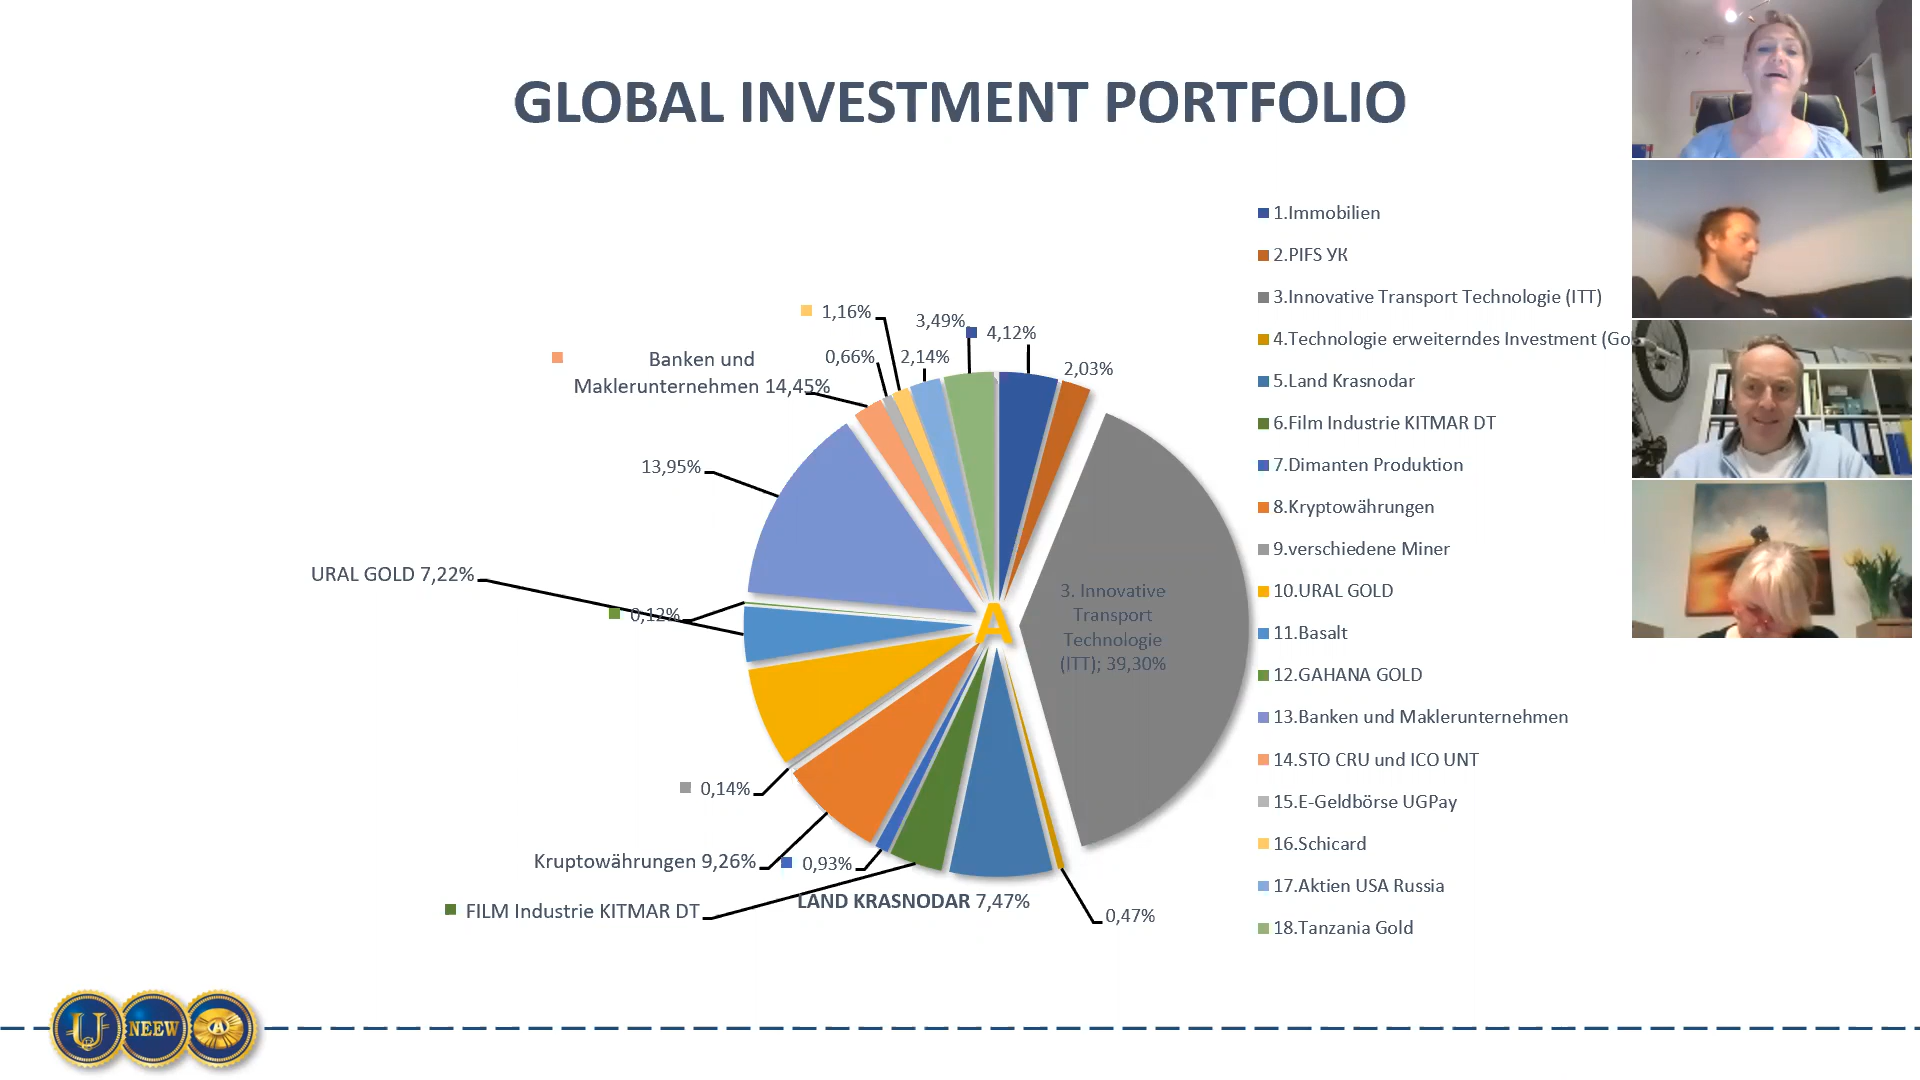 GLOBAL INVESTMENT PORTFOLIO
1,16%
3,49%
4,12%
0,66%
2,14%
2,03%
Banken und
Maklerunternehmen 14,45%
13,95%
URAL GOLD 7,22%
0,12%
A
3. Innovative
Transport
Technologie
(ITT); 39,30%
0,14%
Kruptowährungen 9,26%
0,93%
FILM Industrie KITMAR DT
LAND KRASNODAR 7,47%
0,47%
1.Immobilien
2.PIFS УК
3.Innovative Transport Technologie (ITT)
4.Technologie erweiterndes Investment (Go
5.Land Krasnodar
6.Film Industrie KITMAR DT
7.Dimanten Produktion
8.Kryptowährungen
9.verschiedene Miner
10.URAL GOLD
11.Basalt
12.GAHANA GOLD
13.Banken und Maklerunternehmen
14.STO CRU und ICO UNT
15.E-Geldbörse UGPay
16.Schicard
17.Aktien USA Russia
18.Tanzania Gold
U
NEEW
A